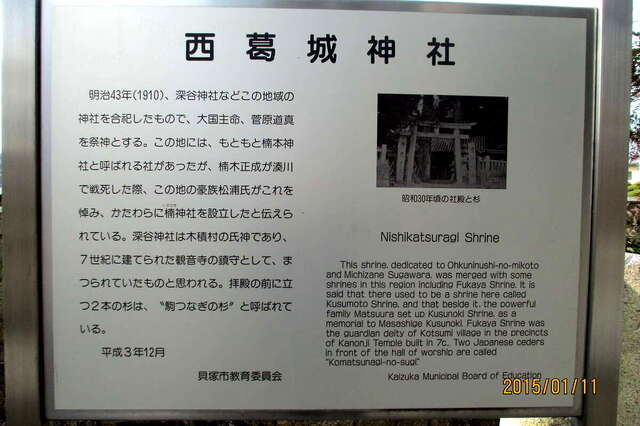 西葛城神社
明治43年(1910)、深谷神社などこの地域の
神社を合祀したもので、大国主命、菅原道真
を祭神とする。この地には、もともと楠本神
社と呼ばれる社があったが、楠木正成が湊川
で戦死した際、この地の豪族松浦氏がこれを
悼み、かたわらに楠神社を設立したと伝えら
れている。深谷神社は木積村の氏神であり、
7世紀に建てられた観音寺の鎮守として、ま
つられていたものと思われる。拝殿の前に立
つ2本の杉は、〝駒つなぎの杉〟と呼ばれて
いる。
平成3年12月
貝塚市教育委員会
昭和30年頃の社殿と杉
Nishikatsuragi Shrine
This shrine, dedicated to Ohkuninushi-no-mikoto
and Michizane Sugawara, was merged with some
shrines in this region including Fukaya Shrine. It is
said that there used to be a shrine here called
Kusumoto Shrine, and that beside it, the powerful
family Matsuura set up Kusunoki Shrine, as a
memorial to Masashige Kusunoki. Fukaya Shrine was
the guardian deity of Kotsumi village in the precincts
of Kanonji Temple built in 7c.. Two Japanese ceders
in front of the hall of worship are called
"Komatsunagi-no-sugi"
Kaizuka Municipal Board of Education
2015/01/11